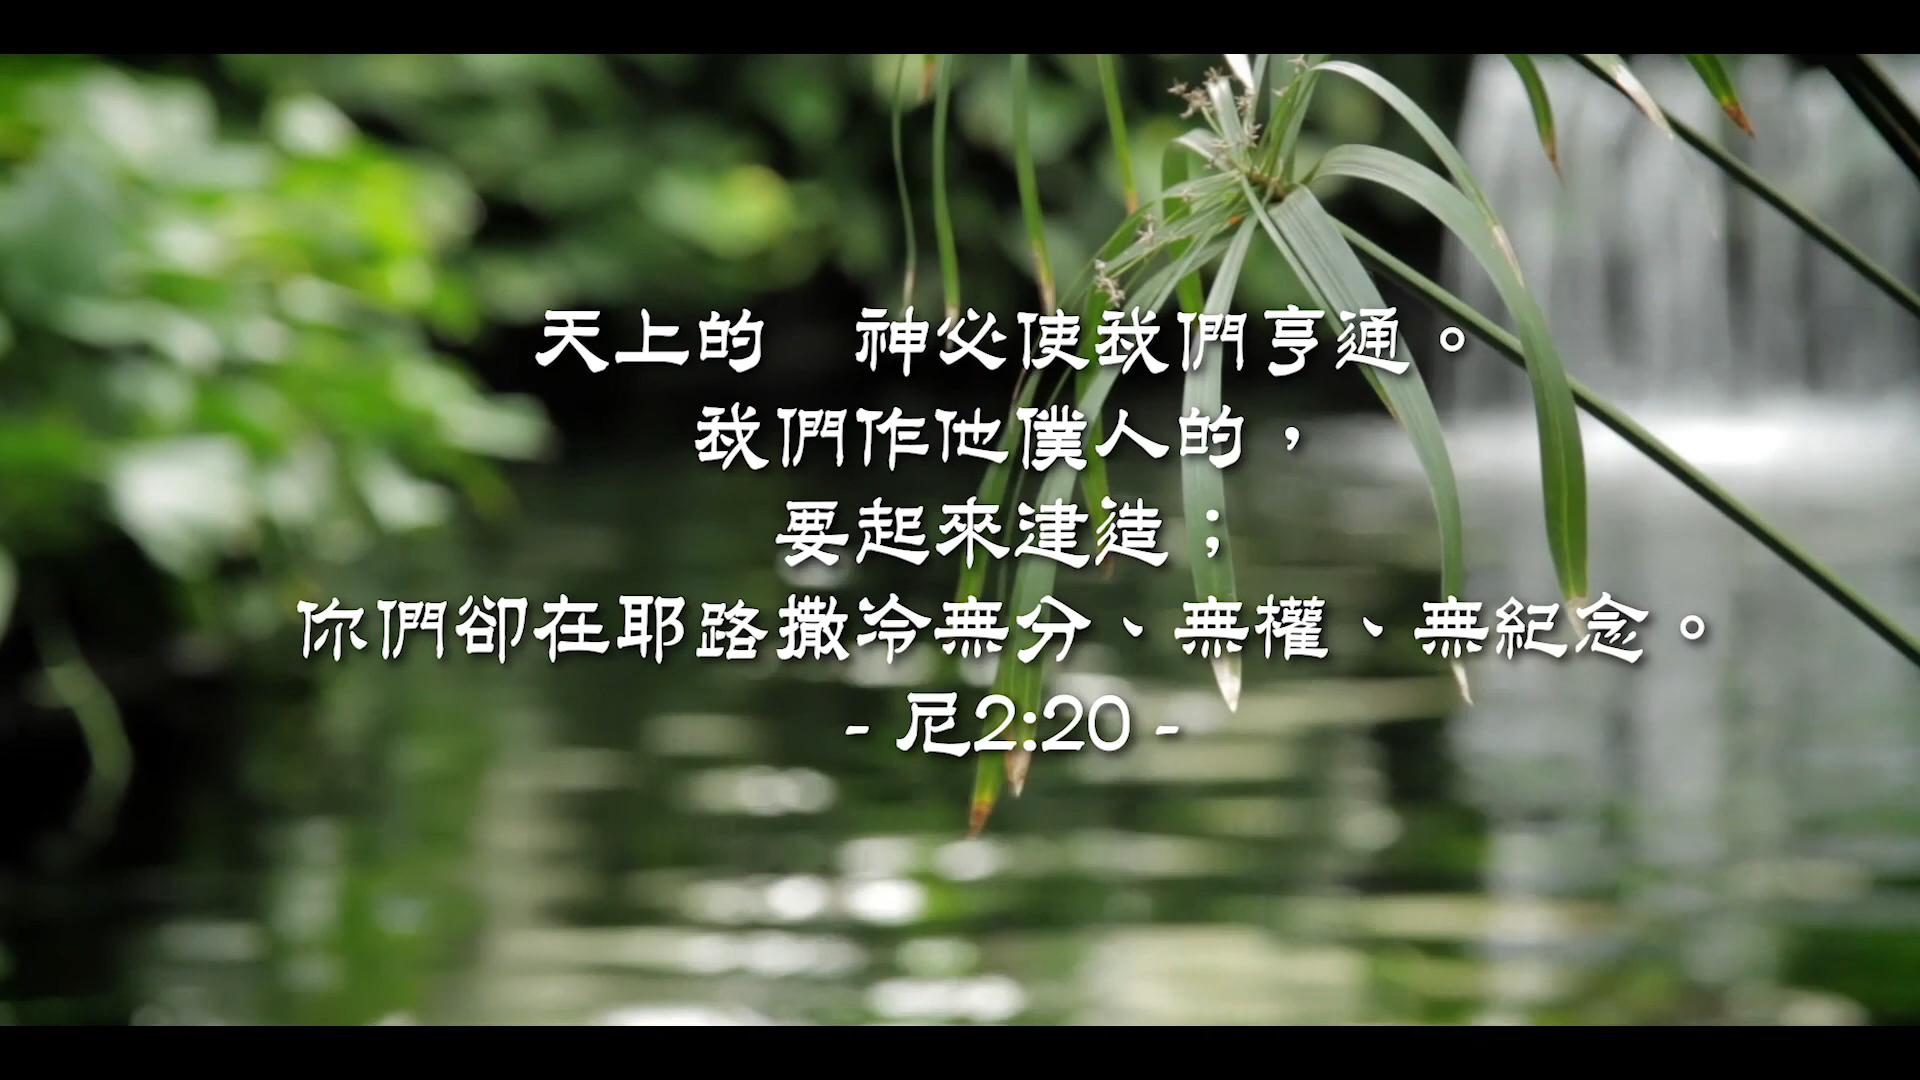 天上的　神必使我們亨通。
我們作他僕人的，
要起來建造；
你們卻在耶路撒冷無分、無權、無紀念。
- 尼2:20 -